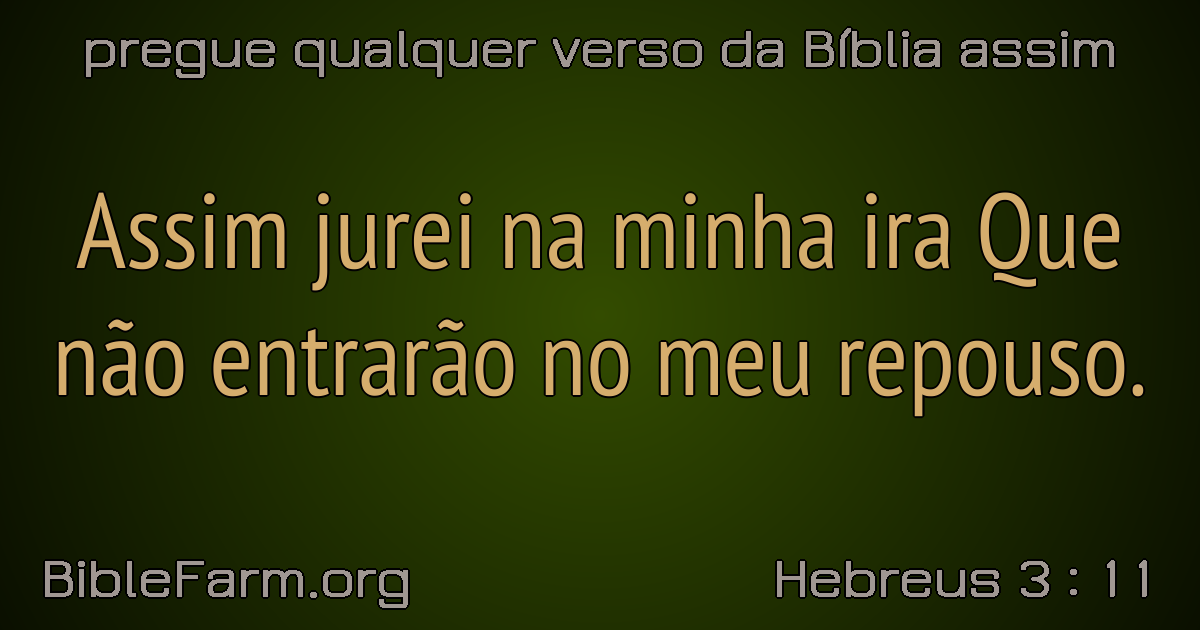 pregue qualquer verso da Bíblia assim
Assim jurei na minha ira Que
não entrarão no meu repouso.
BibleFarm.org
Hebreus 3 : 11